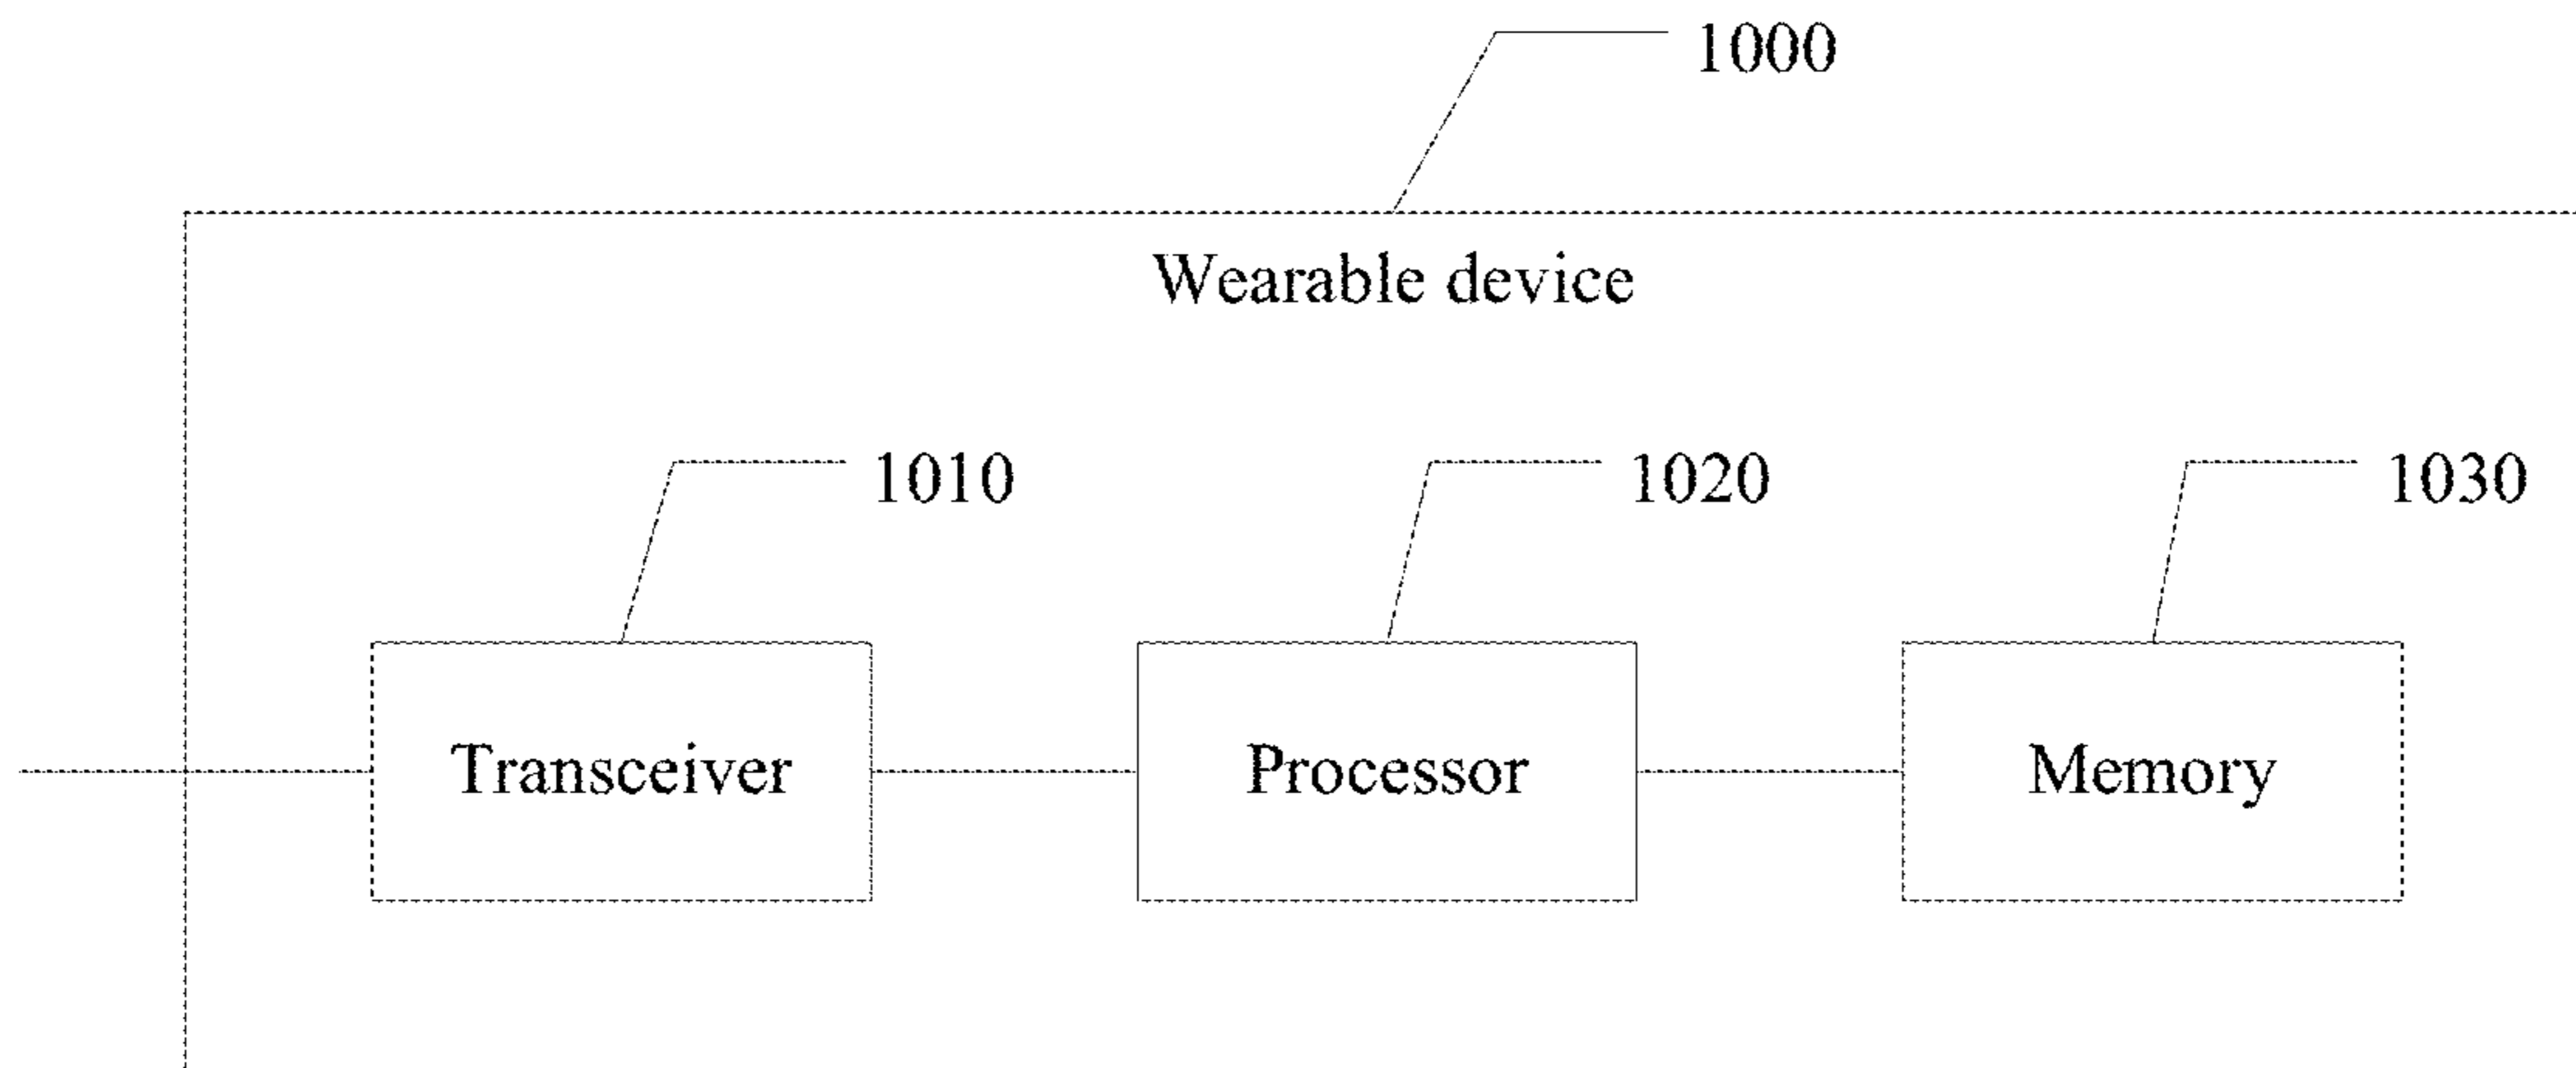 1000
Wearable device
1010
1020
1030
Transceiver
Processor
Memory